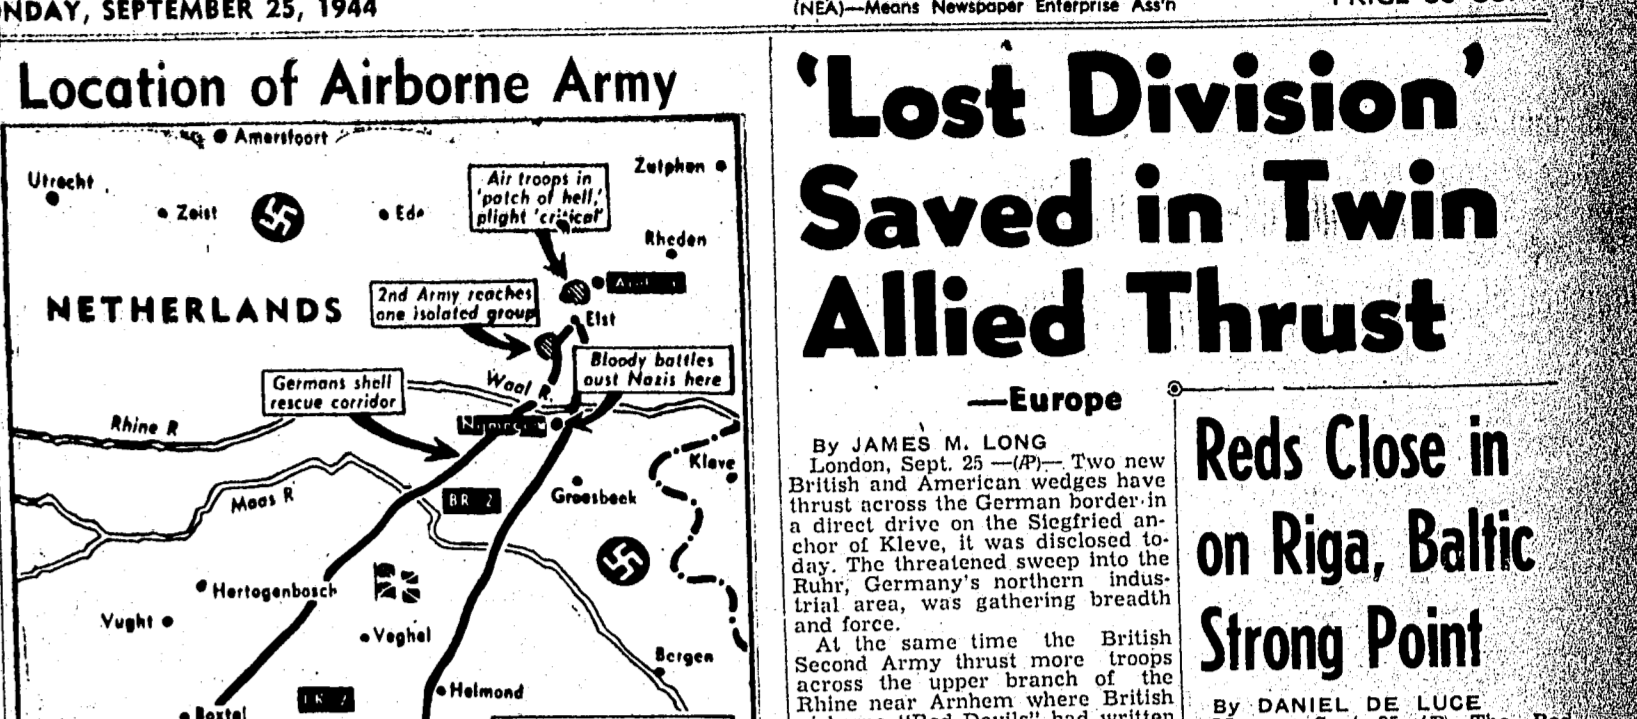 NDAY, SEPTEMBER 25, 1944
(NEA)—Means Newspaper Enterprise Ass'n
Location of Airborne Army
Amersfoort
Utrecht
Zeist
Ede
Zutphen
Air troops in
'patch of hell,'
plight 'critical'
Rheden
NETHERLANDS
2nd Army reaches
one isolated group
Elst
Bloody battles
oust Nazis here
Germans shell
rescue corridor
Waal R
Rhine R
Kleve
Maas R
BR 2
Groesbeek
Hertogenbosch
Vught
Veghel
Bergen
Helmond
Boxtel
'Lost Division'
Saved in Twin
Allied Thrust
—Europe
By JAMES M. LONG
London, Sept. 25 —(AP)— Two new
British and American wedges have
thrust across the German border in
a direct drive on the Siegfried an-
chor of Kleve, it was disclosed to-
day. The threatened sweep into the
Ruhr, Germany's northern indus-
trial area, was gathering breadth
and force.
At the same time the British
Second Army thrust more troops
across the upper branch of the
Rhine near Arnhem where British
"Red Devils" had written
Reds Close in
on Riga, Baltic
Strong Point
By DANIEL DE LUCE